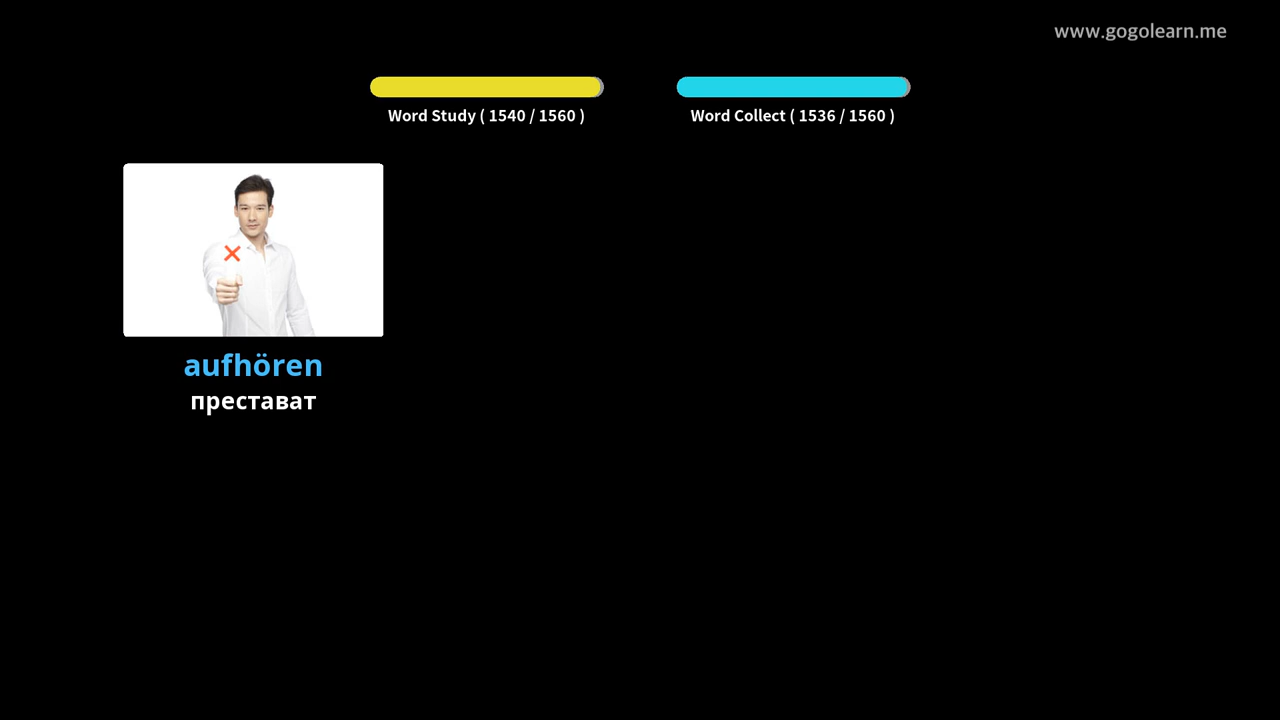 www.gogolearn.me
Word Study ( 1540 / 1560 )
Word Collect ( 1536 / 1560 )
aufhören
престават